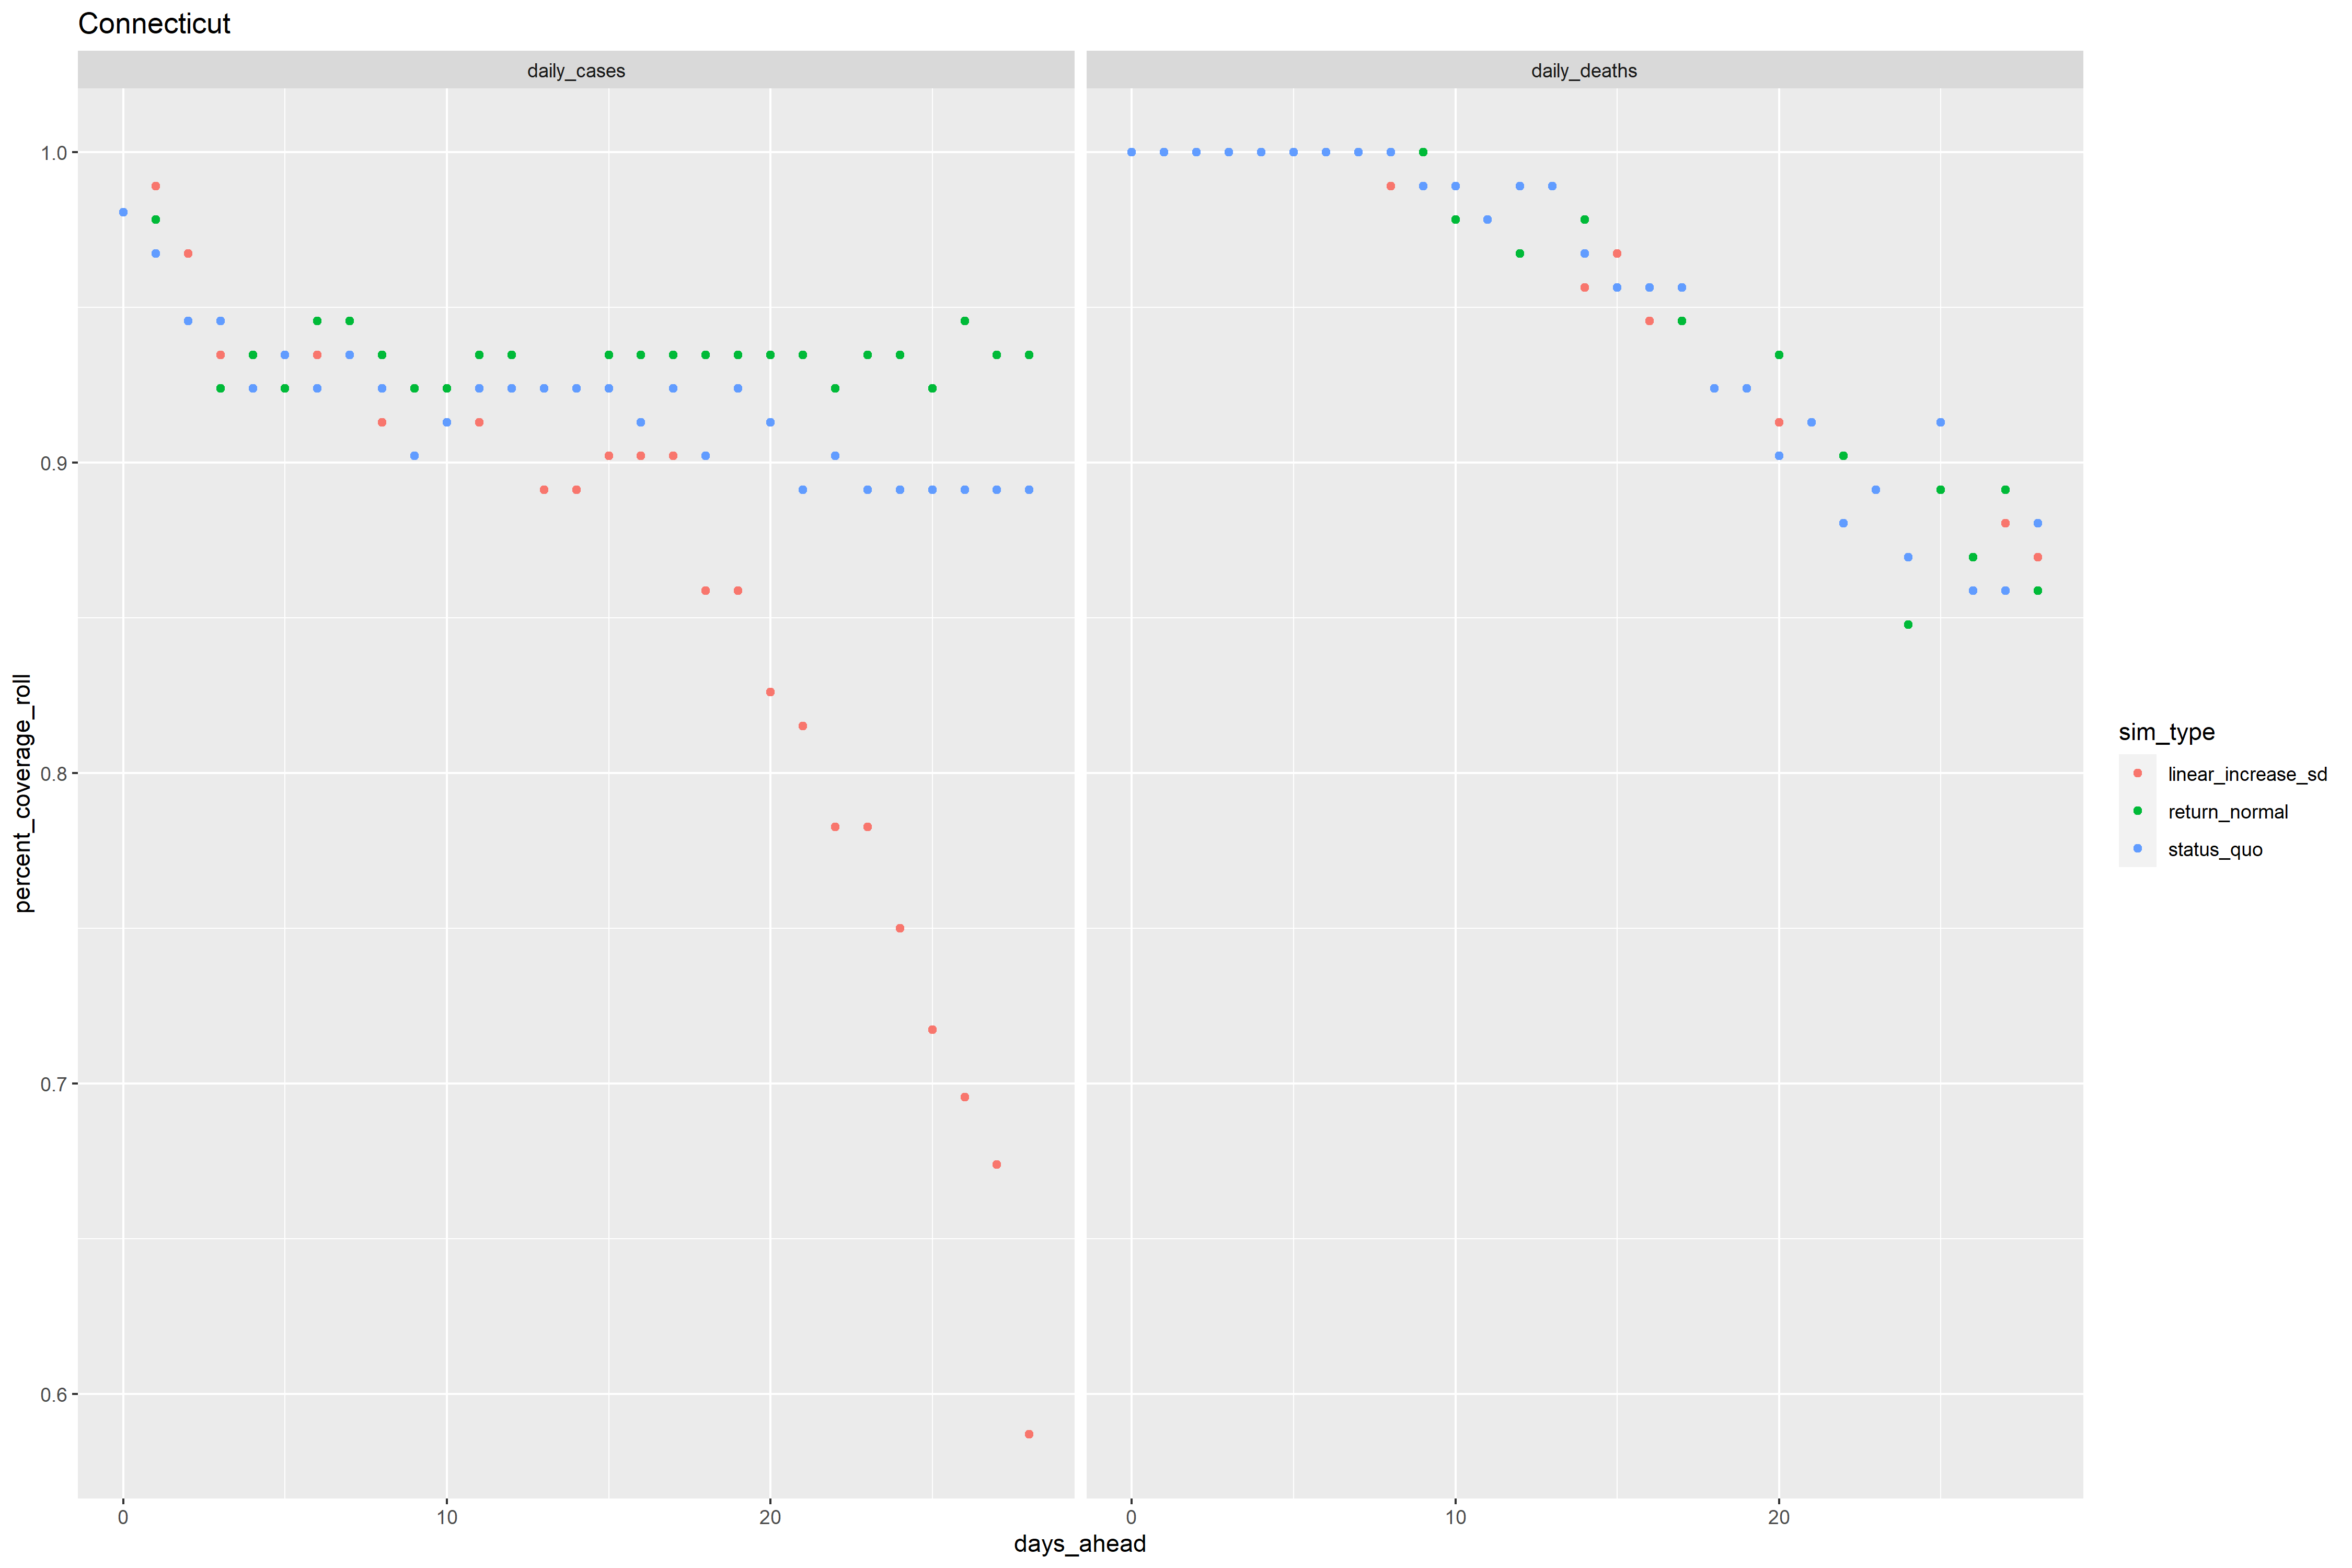 Connecticut
daily_cases
daily_deaths
1.0
0.9
0.8
0.7
0.6
percent_coverage_roll
0 10 20
0 10 20
days_ahead
sim_type
linear_increase_sd
return_normal
status_quo